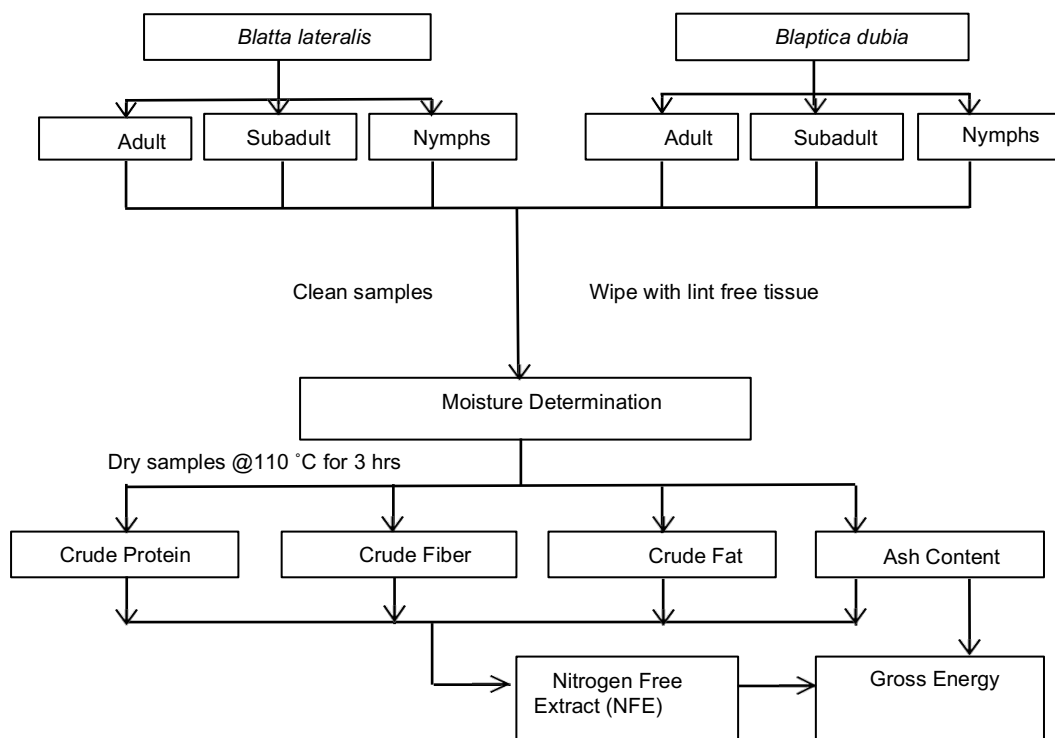 Blatta lateralis
Blaptica dubia
Adult
Subadult
Nymphs
Adult
Subadult
Nymphs
Clean samples
Wipe with lint free tissue
Moisture Determination
Dry samples @110 ˚C for 3 hrs
Crude Protein
Crude Fiber
Crude Fat
Ash Content
Nitrogen Free
Extract (NFE)
Gross Energy